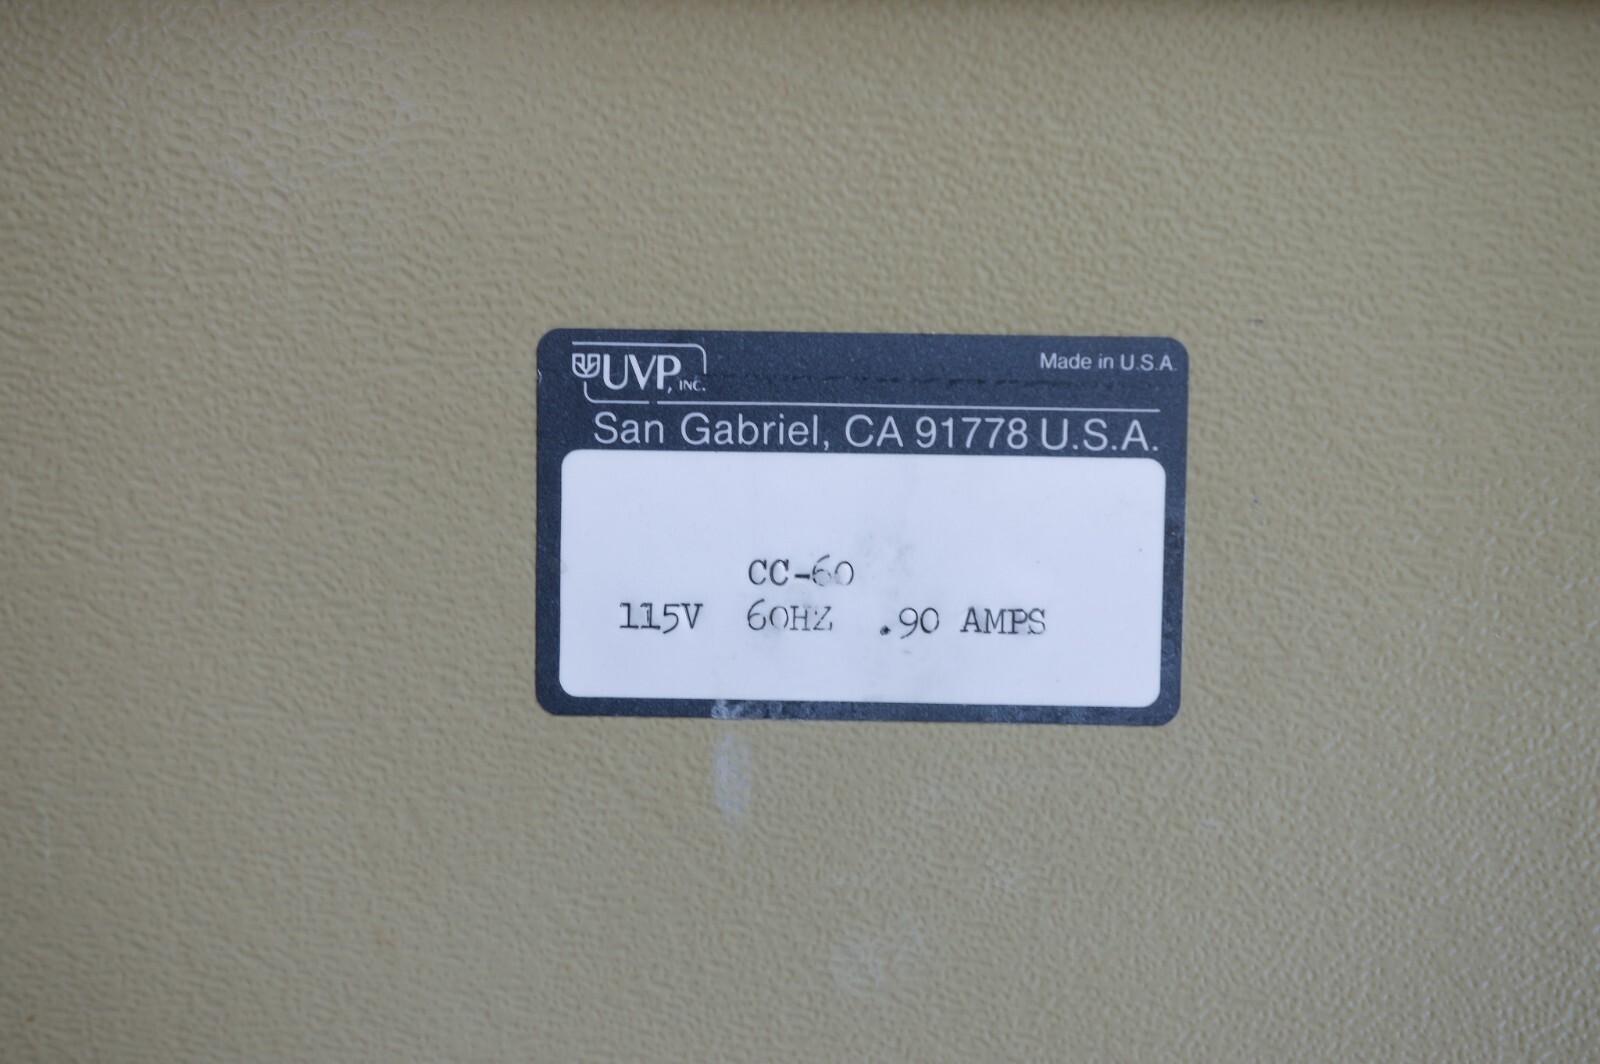 UVP, INC.
Made in U.S.A.
San Gabriel, CA 91778 U.S.A.
CC-60
115V 60HZ .90 AMPS